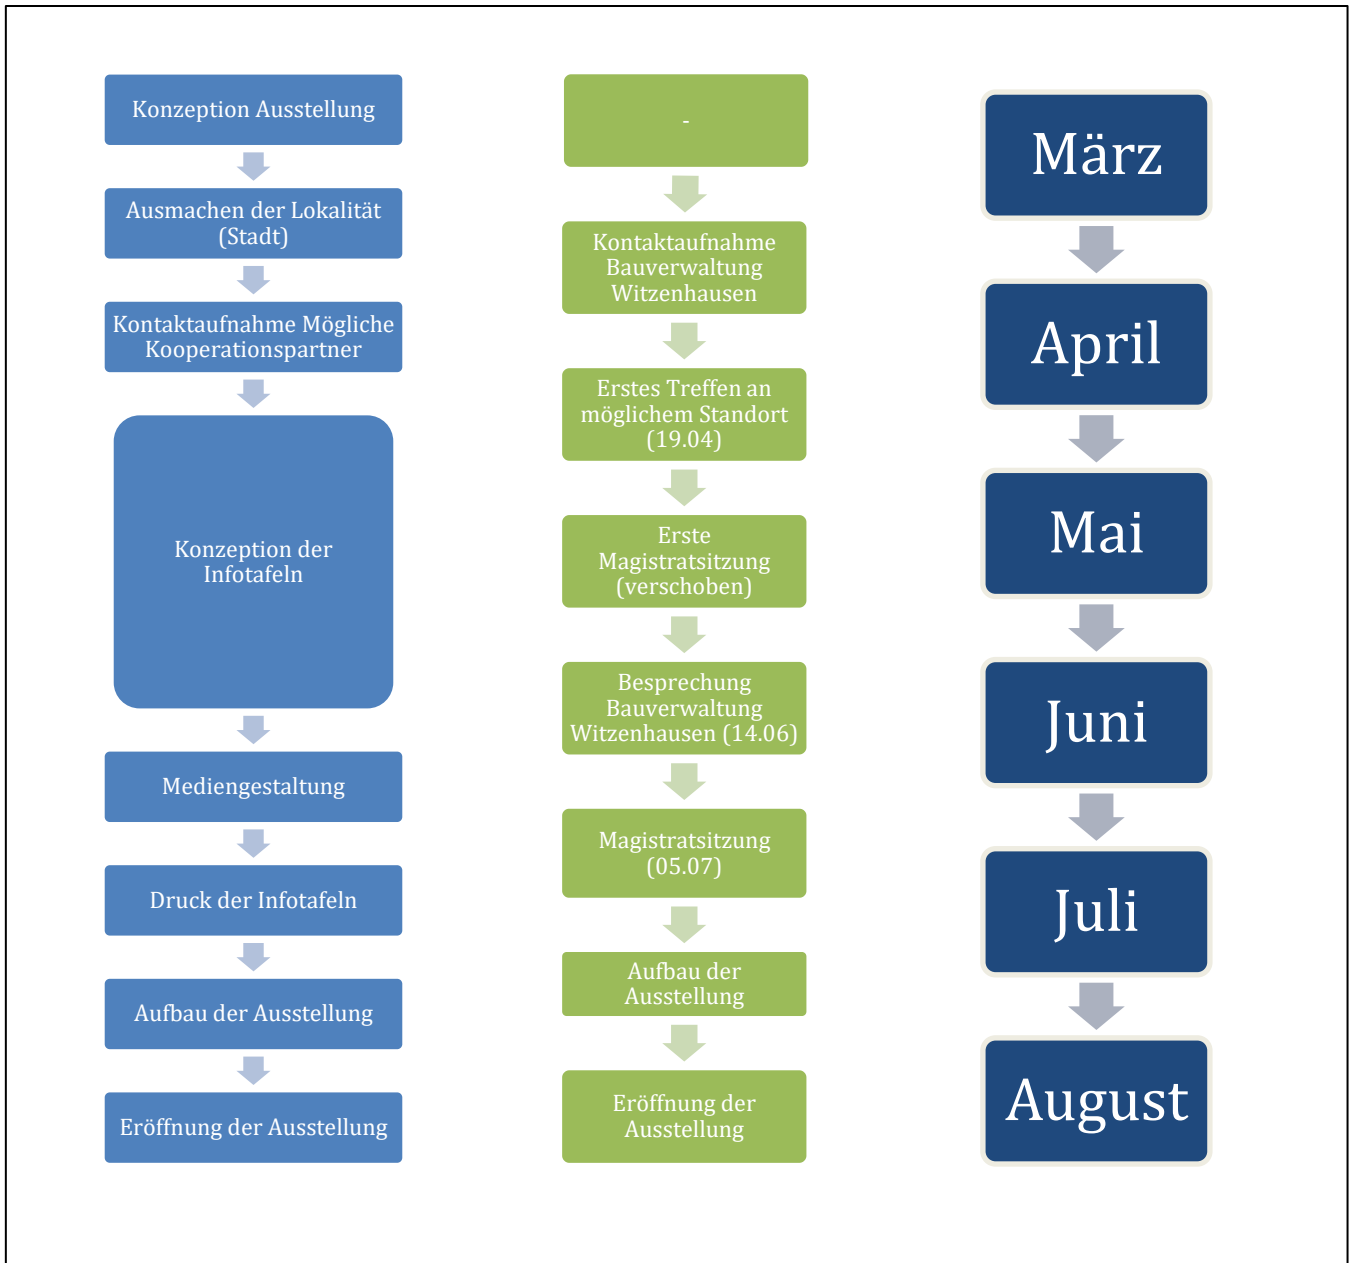 Konzeption Ausstellung
Ausmachen der Lokalität
(Stadt)
Kontaktaufnahme Mögliche
Kooperationspartner
Konzeption der
Infotafeln
Mediengestaltung
Druck der Infotafeln
Aufbau der Ausstellung
Eröffnung der Ausstellung
-
Kontaktaufnahme
Bauverwaltung
Witzenhausen
Erstes Treffen an
möglichem Standort
(19.04)
Erste
Magistratsitzung
(verschoben)
Besprechung
Bauverwaltung
Witzenhausen (14.06)
Magistratsitzung
(05.07)
Aufbau der
Ausstellung
Eröffnung der
Ausstellung
März
April
Mai
Juni
Juli
August